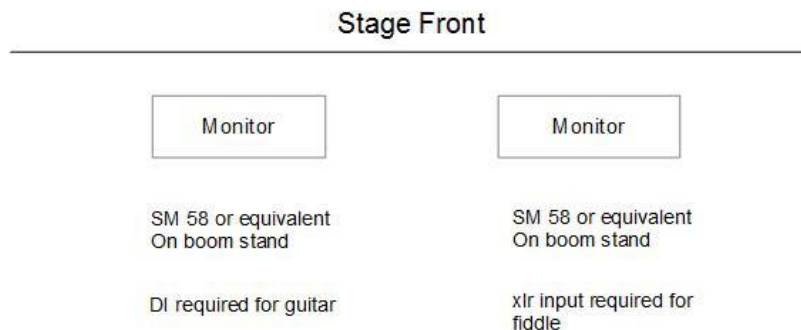 Stage Front
Monitor
Monitor
SM 58 or equivalent
On boom stand
SM 58 or equivalent
On boom stand
DI required for guitar
xlr input required for
fiddle